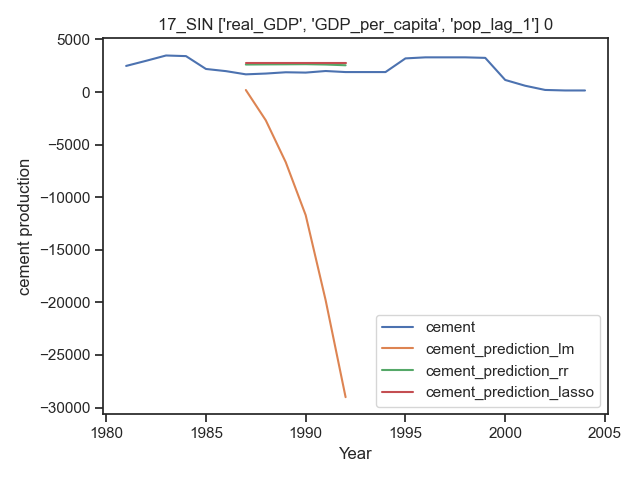 17_SIN ['real_GDP', 'GDP_per_capita', 'pop_lag_1'] 0
5000
0
−5000
−10000
−15000
−20000
−25000
−30000
cement production
1980
1985
1990
1995
2000
2005
Year
cement
cement_prediction_lm
cement_prediction_rr
cement_prediction_lasso